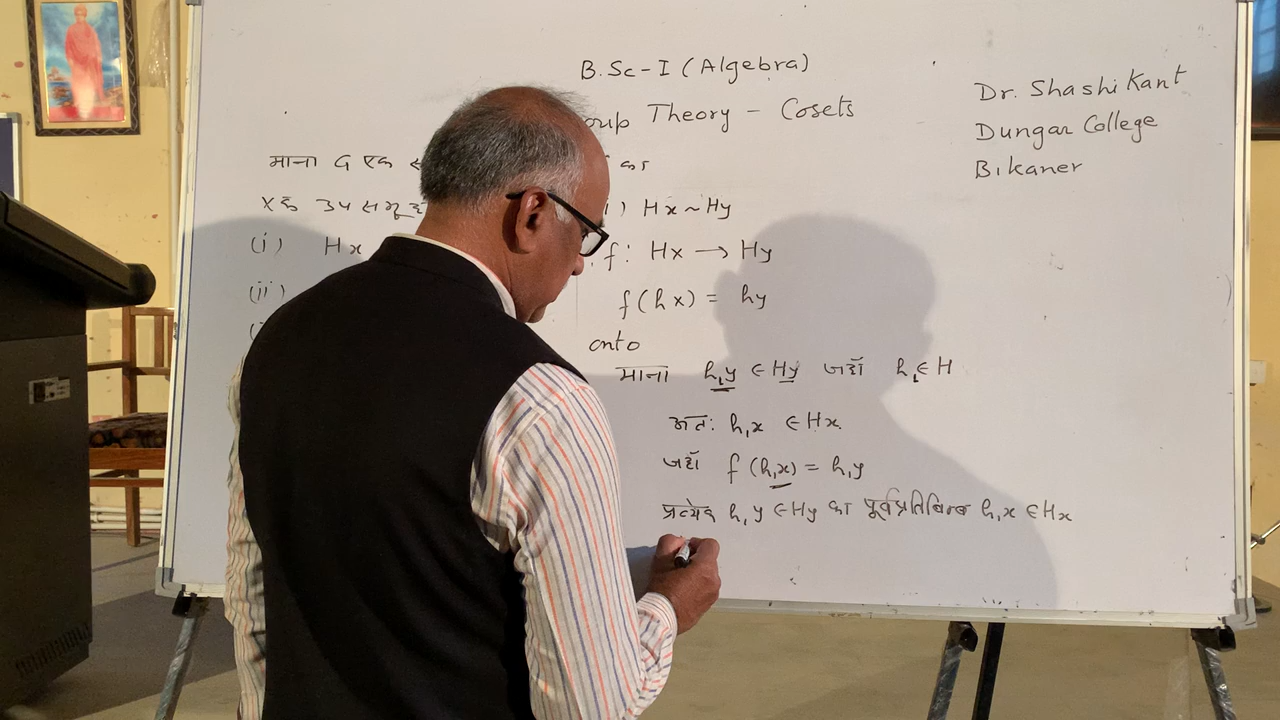 B.Sc-I (Algebra)
Theory - Cosets
Dr. Shashi Kant
Dungar College
Bikaner
माना G एक
का
के उपसमूह
Hx ~ Hy
(i) Hx
f: Hx → Hy
(ii)
f(hx) = hy
onto
माना h₁y ∈ Hy जहाँ h₁ ∈ H
अतः h₁x ∈ Hx
जहाँ f(h₁x) = h₁y
प्रत्येक h₁y ∈ Hy का पूर्वप्रतिबिम्ब h₁x ∈ Hx